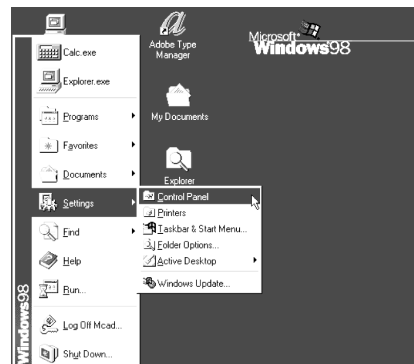 Adobe Type
Manager
Microsoft
Windows98
My Documents
Explorer
Calc.exe
Explorer.exe
Programs
Favorites
Documents
Settings
Find
Help
Run...
Log Off Mcad...
Shut Down...
Control Panel
Printers
Taskbar & Start Menu...
Folder Options...
Active Desktop
Windows Update...
Windows98